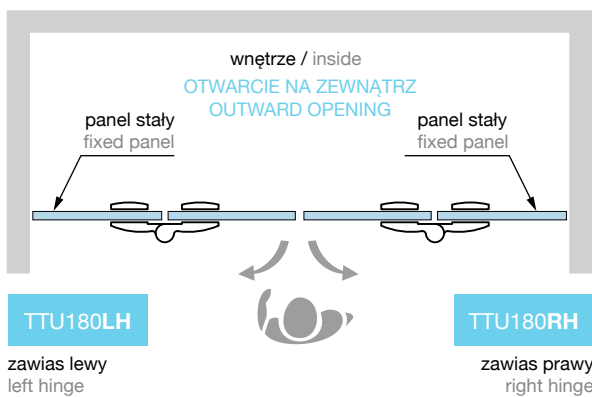 wnętrze / inside
OTWARCIE NA ZEWNĄTRZ
OUTWARD OPENING
panel stały
fixed panel
panel stały
fixed panel
TTU180LH
zawias lewy
left hinge
TTU180RH
zawias prawy
right hinge